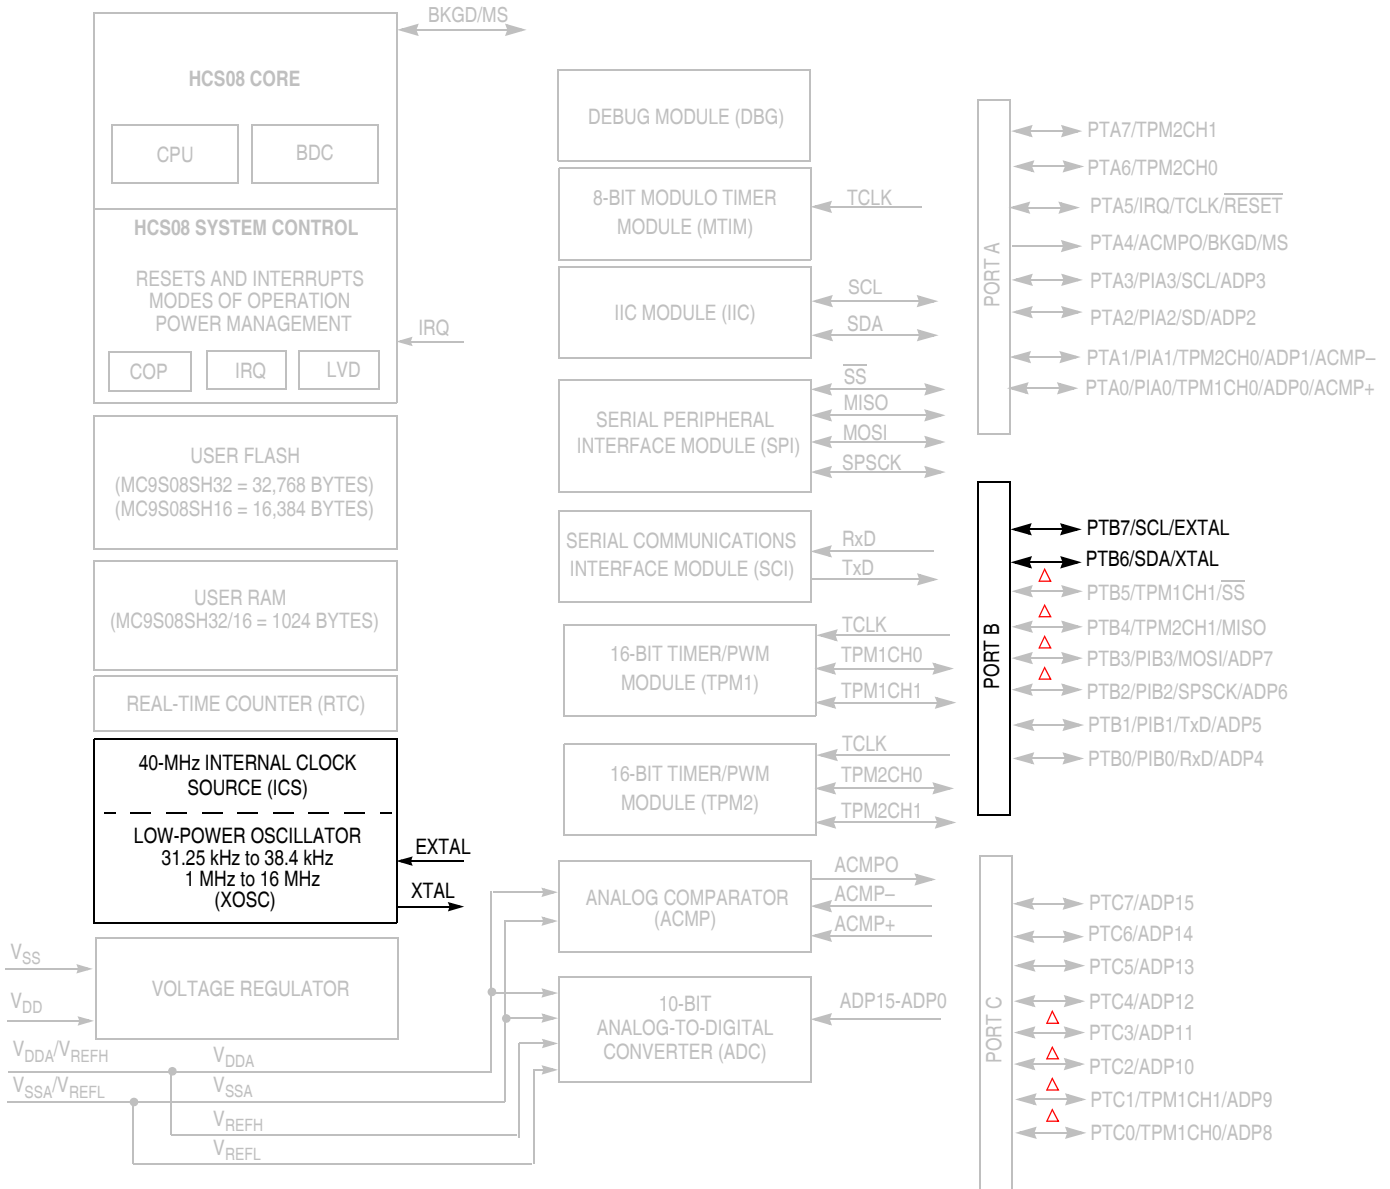 BKGD/MS
HCS08 CORE
CPU
BDC
HCS08 SYSTEM CONTROL
RESETS AND INTERRUPTS
MODES OF OPERATION
POWER MANAGEMENT
IRQ
COP
IRQ
LVD
USER FLASH
(MC9S08SH32 = 32,768 BYTES)
(MC9S08SH16 = 16,384 BYTES)
USER RAM
(MC9S08SH32/16 = 1024 BYTES)
REAL-TIME COUNTER (RTC)
40-MHz INTERNAL CLOCK
SOURCE (ICS)
LOW-POWER OSCILLATOR
31.25 kHz to 38.4 kHz
1 MHz to 16 MHz
(XOSC)
EXTAL
XTAL
VSS
VDD
VOLTAGE REGULATOR
VDDA/VREFH
VSSA/VREFL
VDDA
VSSA
VREFH
VREFL
DEBUG MODULE (DBG)
8-BIT MODULO TIMER
MODULE (MTIM)
TCLK
IIC MODULE (IIC)
SCL
SDA
SERIAL PERIPHERAL
INTERFACE MODULE (SPI)
SS
MISO
MOSI
SPSCK
SERIAL COMMUNICATIONS
INTERFACE MODULE (SCI)
RxD
TxD
16-BIT TIMER/PWM
MODULE (TPM1)
TCLK
TPM1CH0
TPM1CH1
16-BIT TIMER/PWM
MODULE (TPM2)
TCLK
TPM2CH0
TPM2CH1
ANALOG COMPARATOR
(ACMP)
ACMPO
ACMP–
ACMP+
10-BIT
ANALOG-TO-DIGITAL
CONVERTER (ADC)
ADP15-ADP0
PORT A
PTA7/TPM2CH1
PTA6/TPM2CH0
PTA5/IRQ/TCLK/RESET
PTA4/ACMPO/BKGD/MS
PTA3/PIA3/SCL/ADP3
PTA2/PIA2/SD/ADP2
PTA1/PIA1/TPM2CH0/ADP1/ACMP–
PTA0/PIA0/TPM1CH0/ADP0/ACMP+
PORT B
PTB7/SCL/EXTAL
PTB6/SDA/XTAL
PTB5/TPM1CH1/SS
PTB4/TPM2CH1/MISO
PTB3/PIB3/MOSI/ADP7
PTB2/PIB2/SPSCK/ADP6
PTB1/PIB1/TxD/ADP5
PTB0/PIB0/RxD/ADP4
PORT C
PTC7/ADP15
PTC6/ADP14
PTC5/ADP13
PTC4/ADP12
PTC3/ADP11
PTC2/ADP10
PTC1/TPM1CH1/ADP9
PTC0/TPM1CH0/ADP8